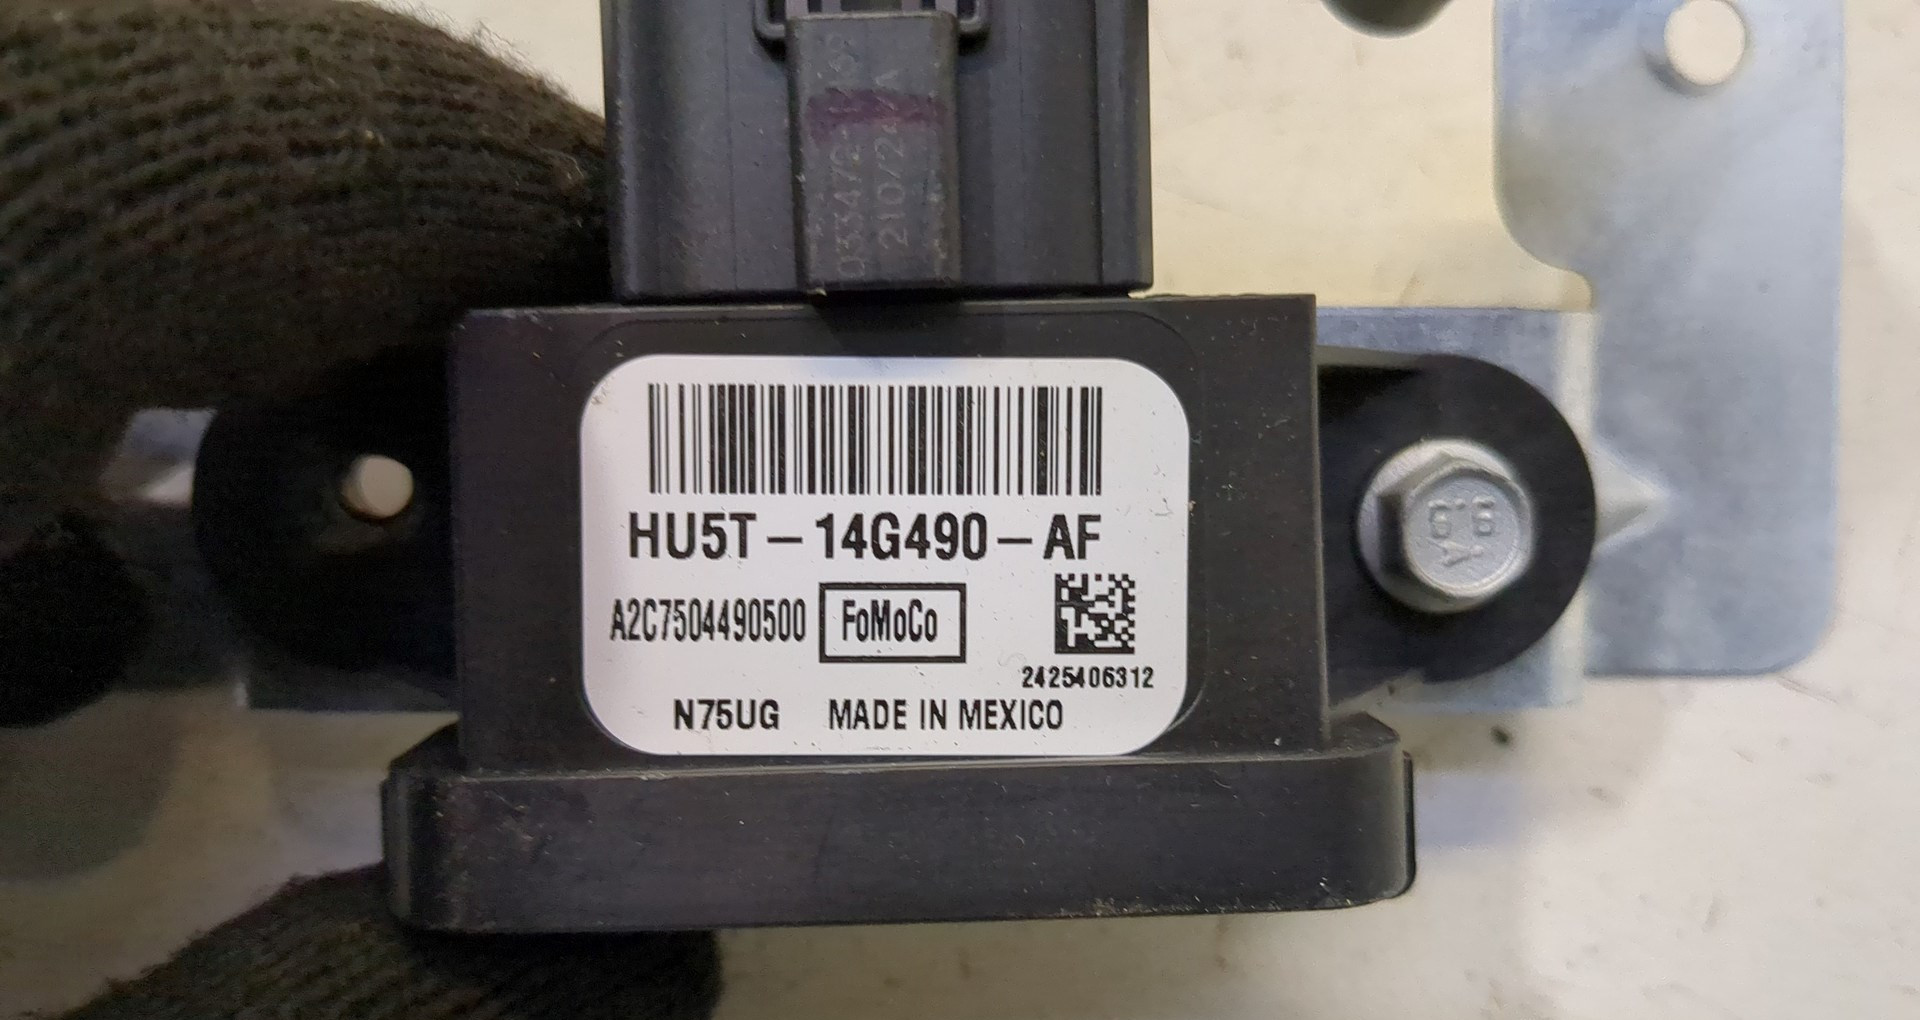 HU5T-14G490-AF
A2C7504490500 FoMoCo
2425406312
N75UG MADE IN MEXICO